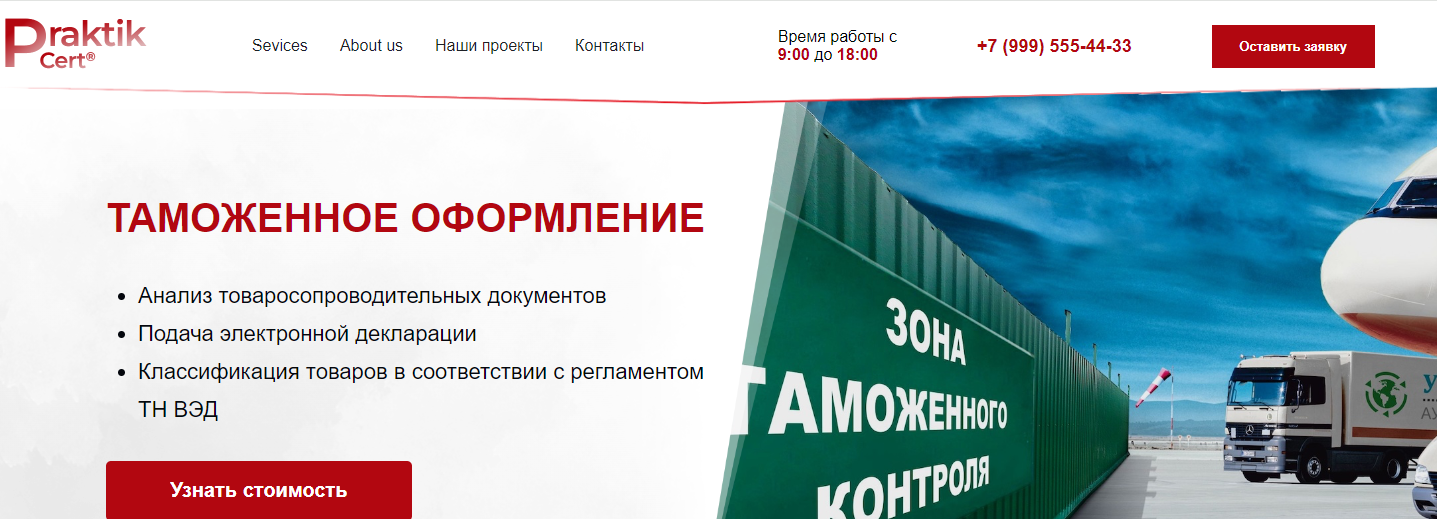 Praktik
Cert®
Sevices
About us
Наши проекты
Контакты
Время работы с
9:00 до 18:00
+7 (999) 555-44-33
Оставить заявку
ТАМОЖЕННОЕ ОФОРМЛЕНИЕ
Анализ товаросопроводительных документов
Подача электронной декларации
Классификация товаров в соответствии с регламентом
ТН ВЭД
Узнать стоимость
ЗОНА
ТАМОЖЕННОГО
КОНТРОЛЯ